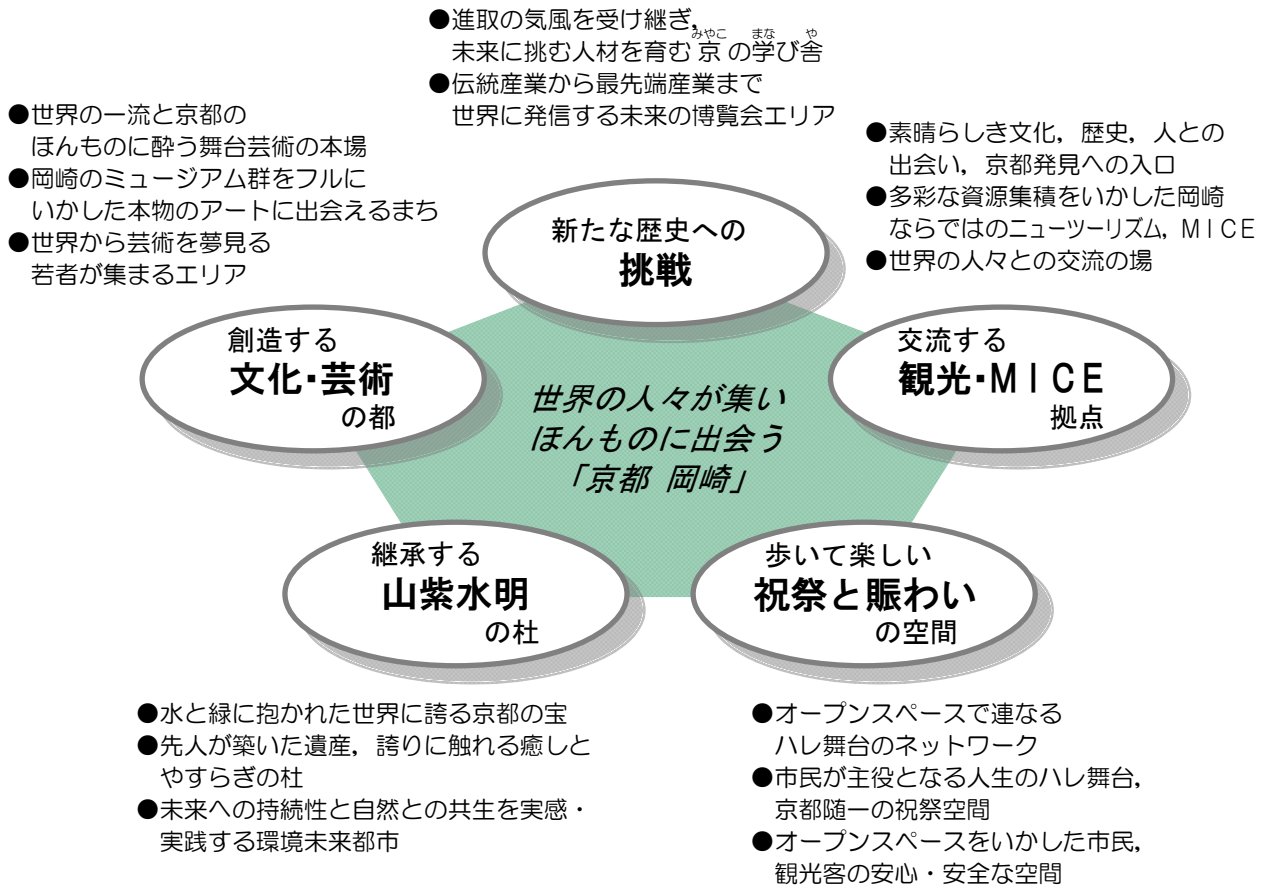 ●進取の気風を受け継ぎ,
未来に挑む人材を育む京の学び舎
みやこ まな や
●伝統産業から最先端産業まで
世界に発信する未来の博覧会エリア
●世界の一流と京都の
ほんものに酔う舞台芸術の本場
●岡崎のミュージアム群をフルに
いかした本物のアートに出会えるまち
●世界から芸術を夢見る
若者が集まるエリア
●素晴らしき文化,歴史,人との
出会い,京都発見への入口
●多彩な資源集積をいかした岡崎
ならではのニューツーリズム,MICE
●世界の人々との交流の場
新たな歴史への
挑戦
創造する
文化・芸術
の都
交流する
観光・MICE
拠点
世界の人々が集い
ほんものに出会う
「京都 岡崎」
継承する
山紫水明
の杜
歩いて楽しい
祝祭と賑わい
の空間
●水と緑に抱かれた世界に誇る京都の宝
●先人が築いた遺産,誇りに触れる癒しと
やすらぎの杜
●未来への持続性と自然との共生を実感・
実践する環境未来都市
●オープンスペースで連なる
ハレ舞台のネットワーク
●市民が主役となる人生のハレ舞台,
京都随一の祝祭空間
●オープンスペースをいかした市民,
観光客の安心・安全な空間